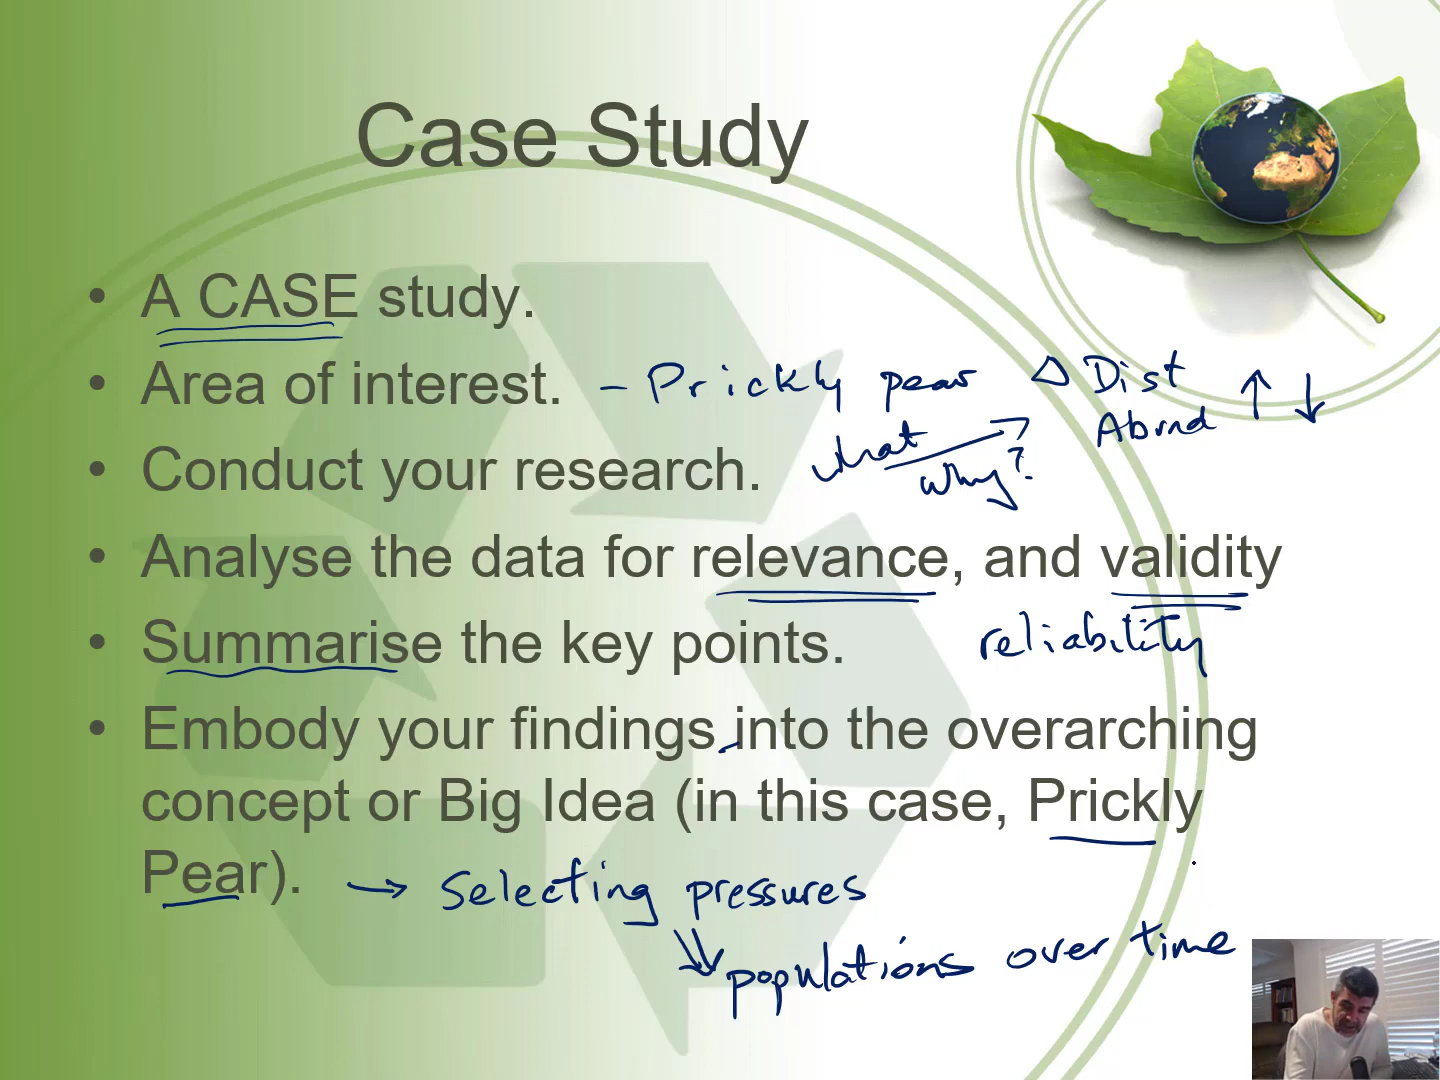 Case Study
• A CASE study.
• Area of interest. – Prickly pear △ Dist ↑ ↓
Abund
• Conduct your research. what why?
• Analyse the data for relevance, and validity
• Summarise the key points. reliability
• Embody your findings into the overarching
concept or Big Idea (in this case, Prickly
Pear). → Selecting pressures
populations over time